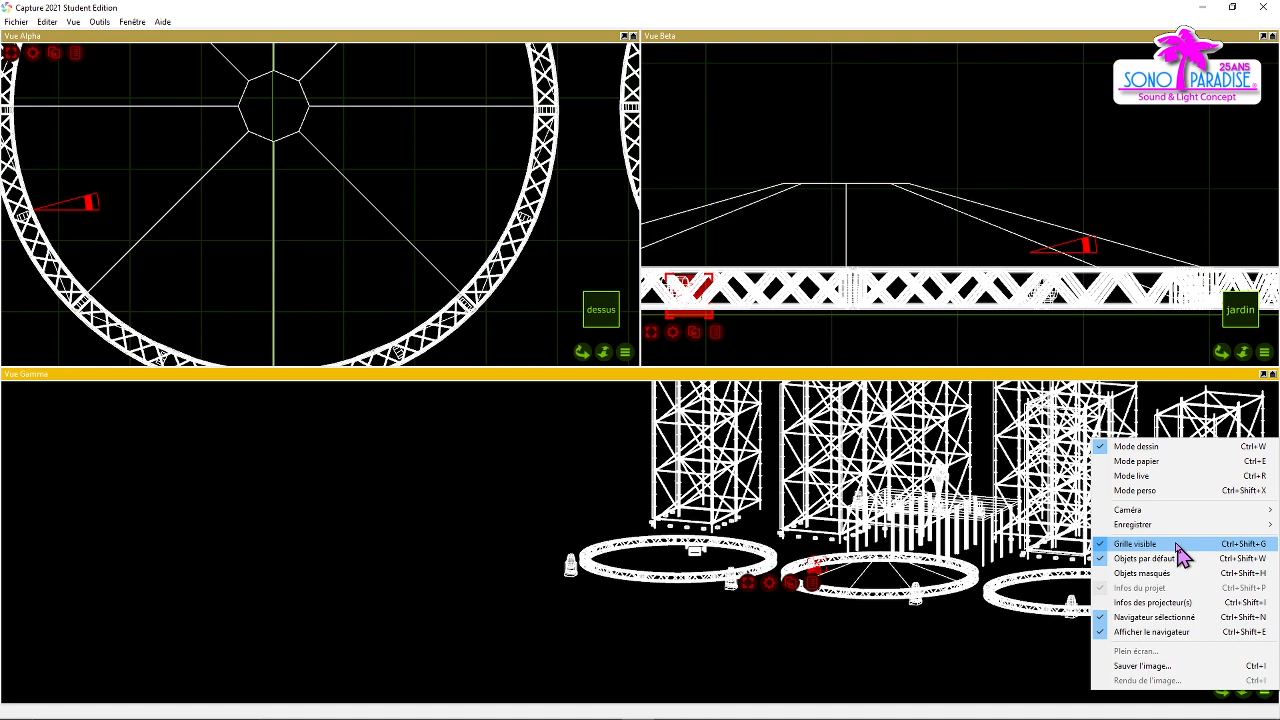 Capture 2021 Student Edition
Fichier Editer Vue Outils Fenêtre Aide
Vue Alpha
Vue Beta
25ANS
SONO PARADISE
Sound & Light Concept
dessus
jardin
Vue Gamma
Mode dessin Ctrl+W
Mode papier Ctrl+E
Mode live Ctrl+R
Mode perso Ctrl+Shift+X
Caméra
Enregistrer
Grille visible Ctrl+Shift+G
Objets par défaut Ctrl+Shift+W
Objets masqués Ctrl+Shift+H
Infos du projet Ctrl+Shift+P
Infos des projecteur(s) Ctrl+Shift+I
Navigateur sélectionné Ctrl+Shift+N
Afficher le navigateur Ctrl+Shift+E
Plein écran...
Sauver l'image... Ctrl+I
Rendu de l'image... Ctrl+I